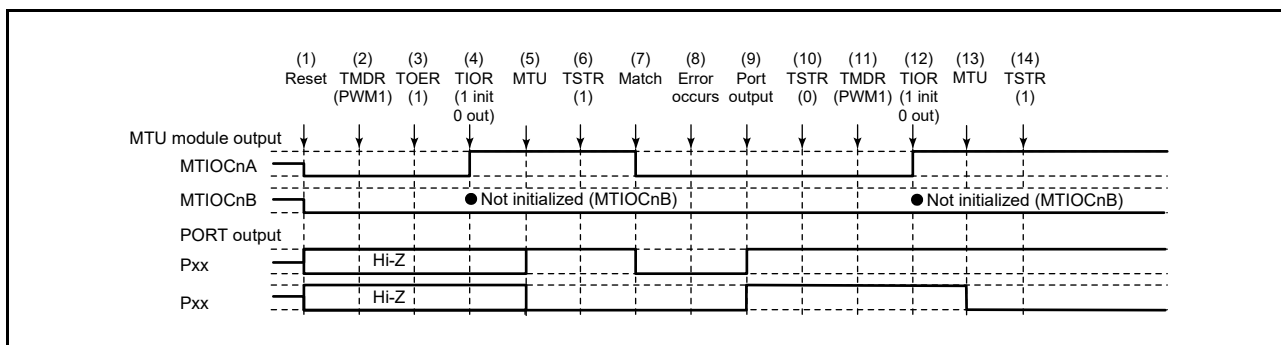 (1) (2) (3) (4) (5) (6) (7) (8) (9) (10) (11) (12) (13) (14)
Reset TMDR TOER TIOR MTU TSTR Match Error Port TSTR TMDR TIOR MTU TSTR
(PWM1) (1) (1 init (1) occurs output (0) (PWM1) (1 init (1)
0 out) 0 out)
MTU module output
MTIOCnA
MTIOCnB ● Not initialized (MTIOCnB) ● Not initialized (MTIOCnB)
PORT output
Pxx Hi-Z
Pxx Hi-Z